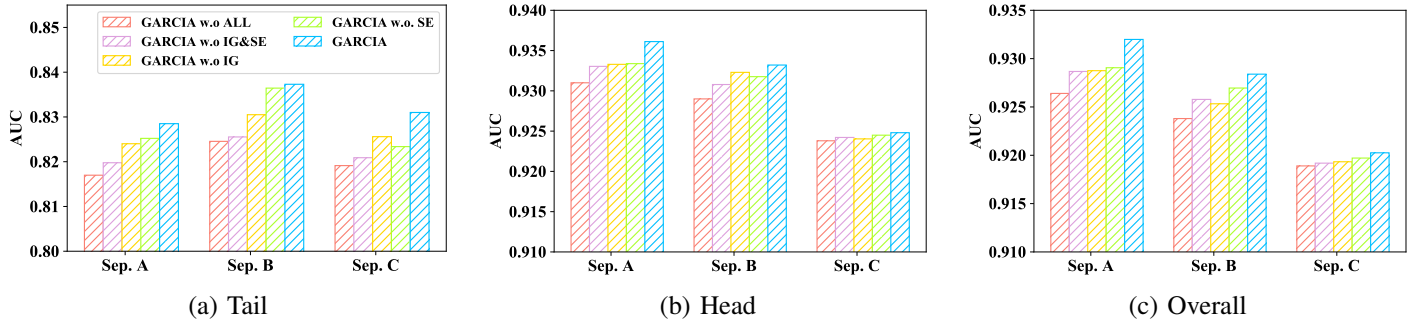 0.85
0.84
0.83
0.82
0.81
0.80
AUC
GARCIA w.o ALL
GARCIA w.o IG&SE
GARCIA w.o IG
GARCIA w.o. SE
GARCIA
Sep. A Sep. B Sep. C
(a) Tail
0.940
0.935
0.930
0.925
0.920
0.915
0.910
AUC
Sep. A Sep. B Sep. C
(b) Head
0.935
0.930
0.925
0.920
0.915
0.910
AUC
Sep. A Sep. B Sep. C
(c) Overall